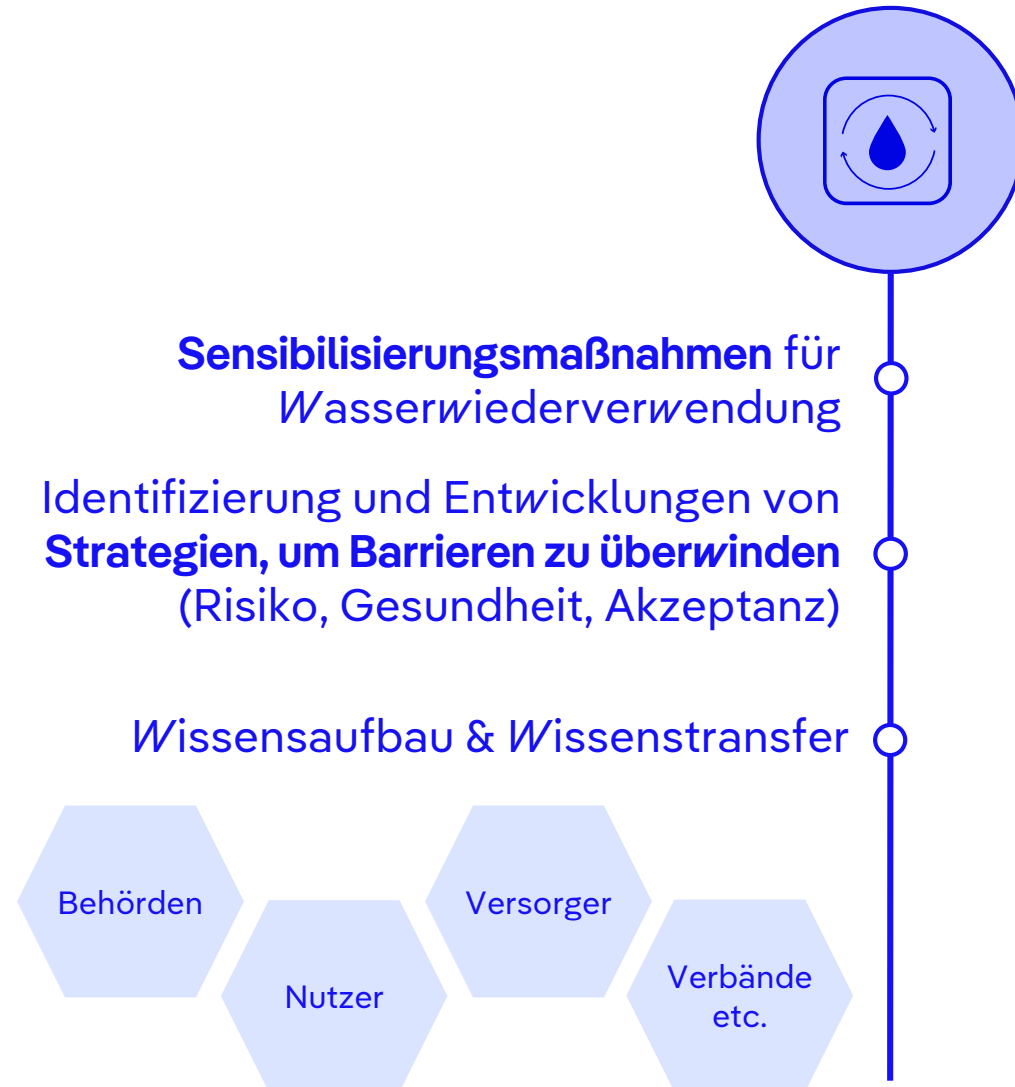 Sensibilisierungsmaßnahmen für
Wasserwiederverwendung
Identifizierung und Entwicklungen von
Strategien, um Barrieren zu überwinden
(Risiko, Gesundheit, Akzeptanz)
Wissensaufbau & Wissenstransfer
Behörden
Versorger
Nutzer
Verbände
etc.